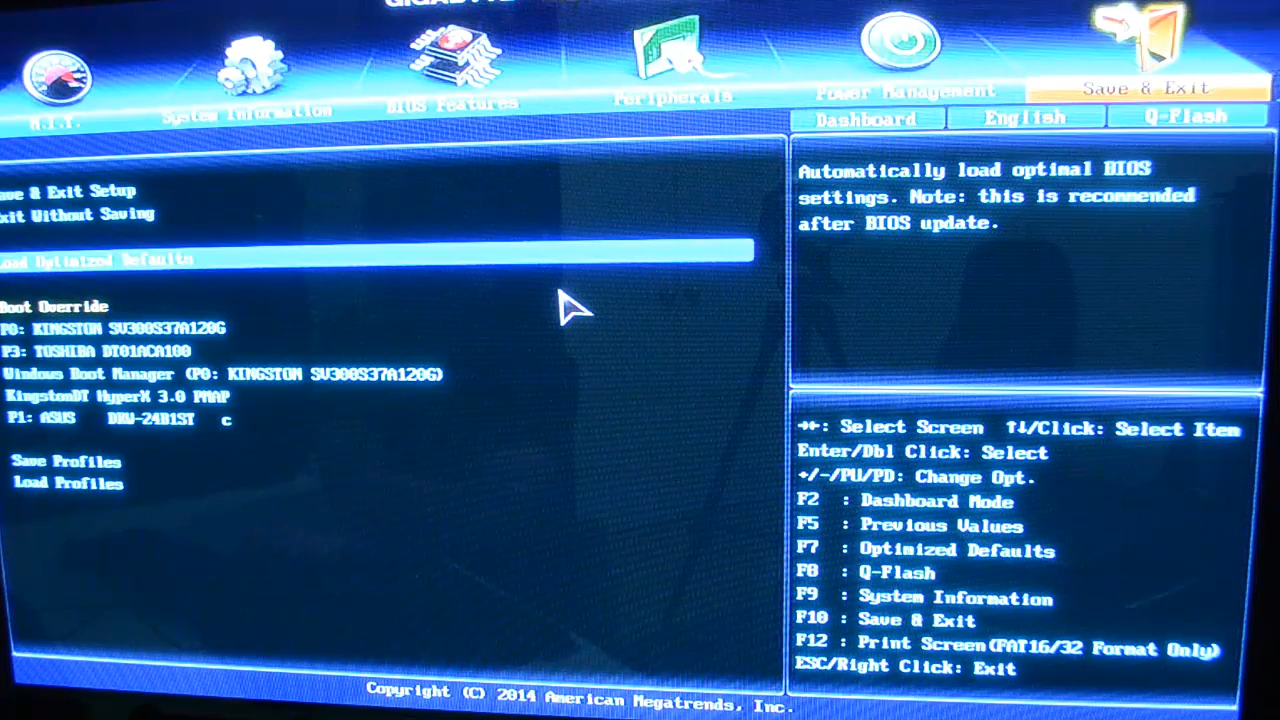 GIGABYTE
M.I.T.
System Information
BIOS Features
Peripherals
Power Management
Save & Exit
Dashboard
English
Q-Flash
ave & Exit Setup
xit Without Saving
oad Optimized Defaults
Boot Override
P0: KINGSTON SV300S37A120G
P3: TOSHIBA DT01ACA100
Windows Boot Manager (P0: KINGSTON SV300S37A120G)
KingstonDT HyperX 3.0 PMAP
P1: ASUS DRW-24B1ST c
Save Profiles
Load Profiles
Automatically load optimal BIOS
settings. Note: this is recommended
after BIOS update.
→←: Select Screen ↑↓/Click: Select Item
Enter/Dbl Click: Select
+/-/PU/PD: Change Opt.
F2 : Dashboard Mode
F5 : Previous Values
F7 : Optimized Defaults
F8 : Q-Flash
F9 : System Information
F10 : Save & Exit
F12 : Print Screen(FAT16/32 Format Only)
ESC/Right Click: Exit
Copyright (C) 2014 American Megatrends, Inc.